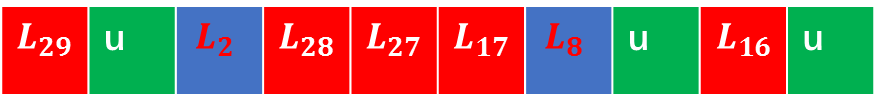 L₂₉ u L₂ L₂₈ L₂₇ L₁₇ L₈ u L₁₆ u